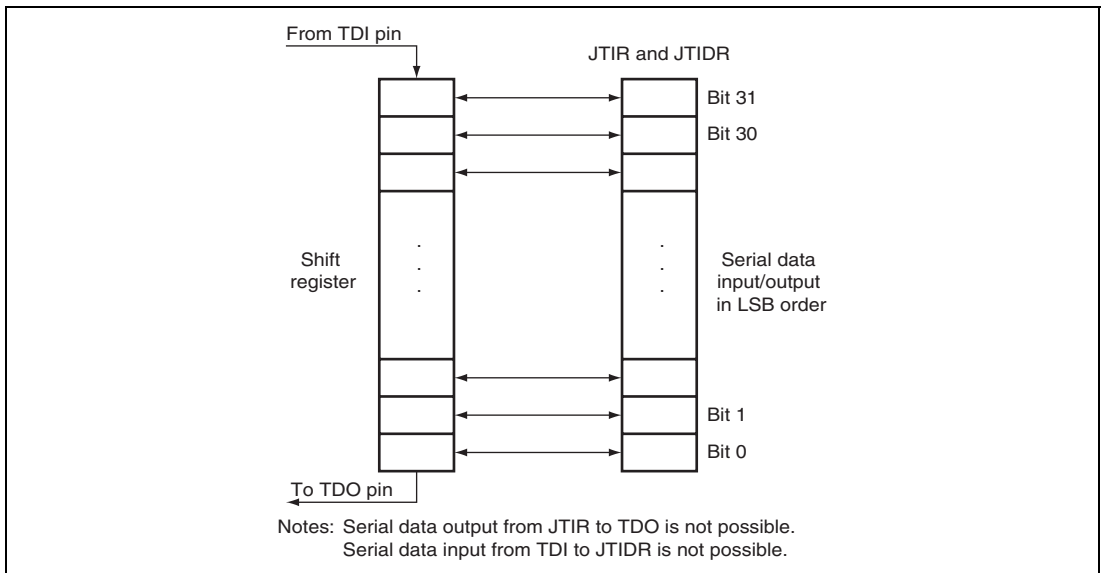 From TDI pin
JTIR and JTIDR
Bit 31
Bit 30
Shift
register
Serial data
input/output
in LSB order
Bit 1
Bit 0
To TDO pin
Notes: Serial data output from JTIR to TDO is not possible.
Serial data input from TDI to JTIDR is not possible.